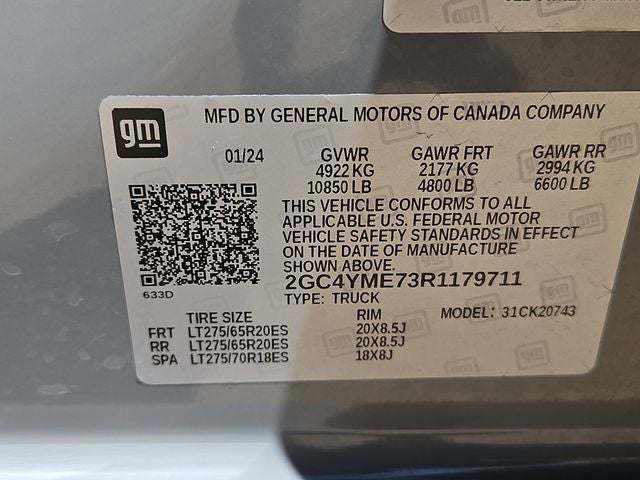 gm
MFD BY GENERAL MOTORS OF CANADA COMPANY
01/24 GVWR GAWR FRT GAWR RR
4922 KG 2177 KG 2994 KG
10850 LB 4800 LB 6600 LB
THIS VEHICLE CONFORMS TO ALL
APPLICABLE U.S. FEDERAL MOTOR
VEHICLE SAFETY STANDARDS IN EFFECT
ON THE DATE OF MANUFACTURE
SHOWN ABOVE.
2GC4YME73R1179711
633D
TYPE: TRUCK
TIRE SIZE RIM MODEL: 31CK20743
FRT LT275/65R20ES 20X8.5J
RR LT275/65R20ES 20X8.5J
SPA LT275/70R18ES 18X8J